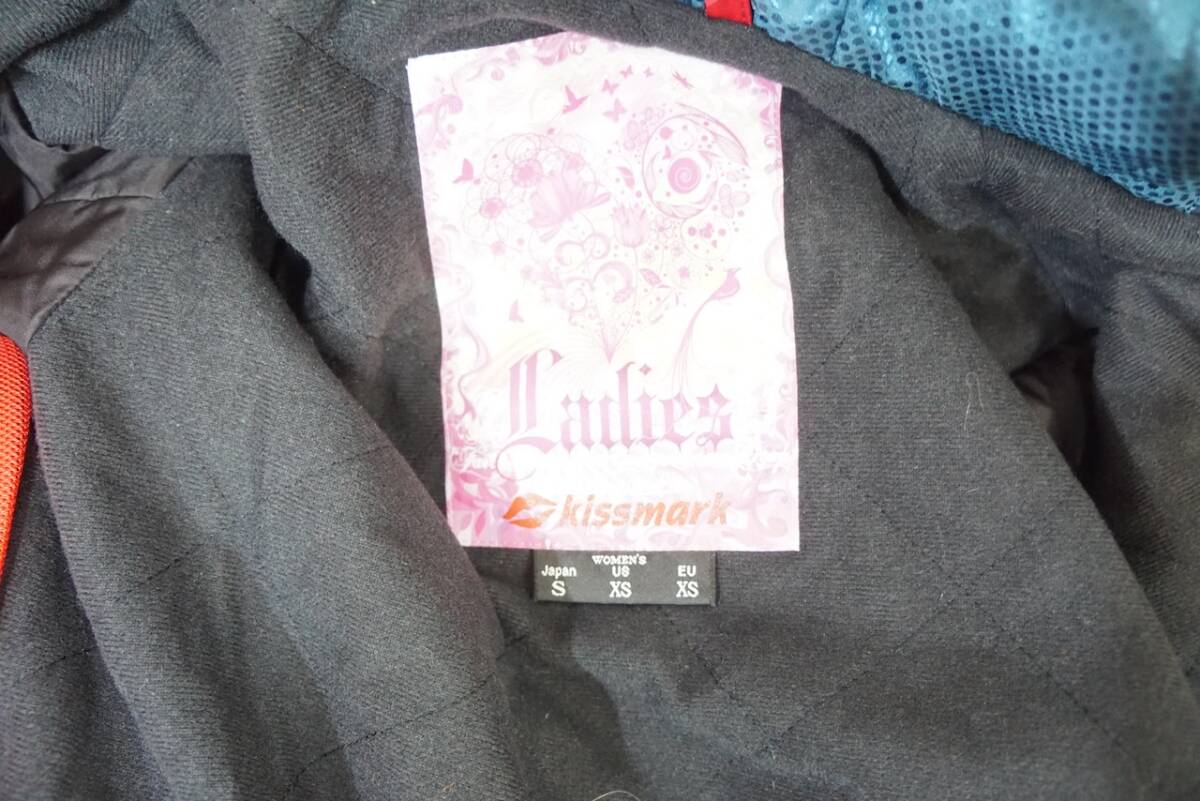 Ladies
kissmark
WOMEN'S
Japan US EU
S XS XS